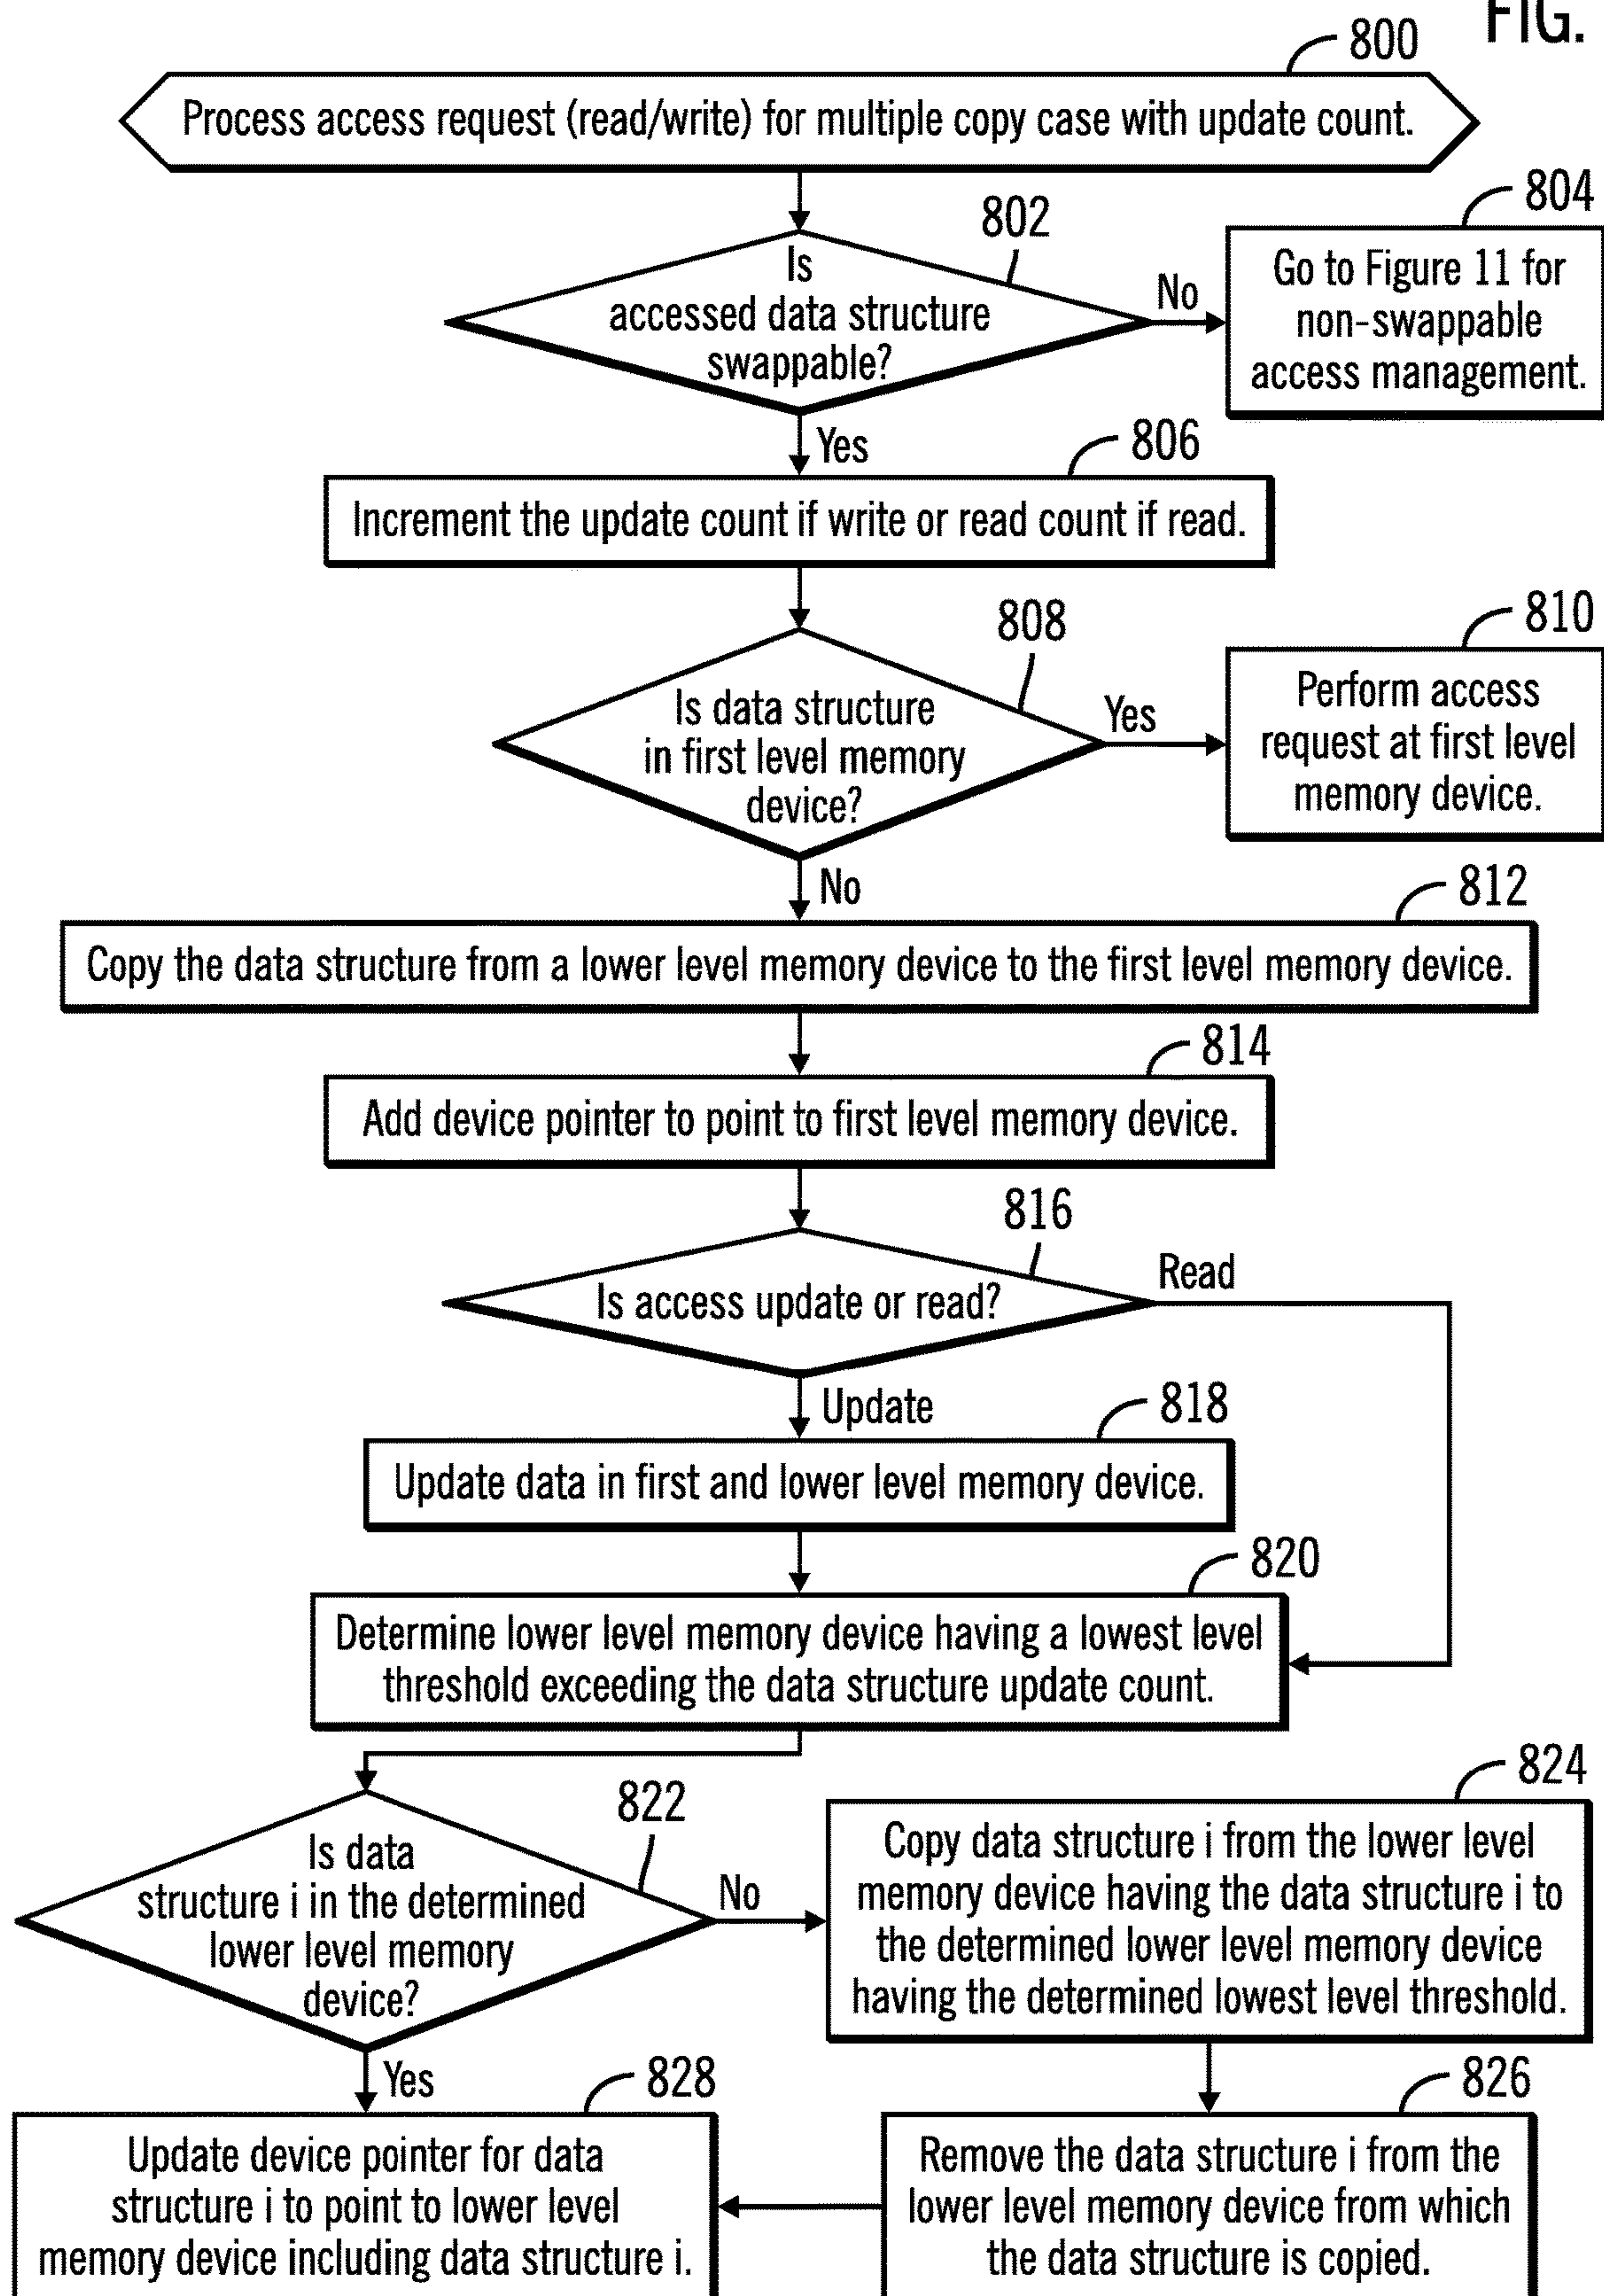 FIG.
800
Process access request (read/write) for multiple copy case with update count.
802
804
Is
accessed data structure
swappable?
No
Go to Figure 11 for
non-swappable
access management.
Yes
806
Increment the update count if write or read count if read.
808
810
Is data structure
in first level memory
device?
Yes
Perform access
request at first level
memory device.
No
812
Copy the data structure from a lower level memory device to the first level memory device.
814
Add device pointer to point to first level memory device.
816
Is access update or read?
Read
Update
818
Update data in first and lower level memory device.
820
Determine lower level memory device having a lowest level
threshold exceeding the data structure update count.
822
824
Is data
structure i in the determined
lower level memory
device?
No
Copy data structure i from the lower level
memory device having the data structure i to
the determined lower level memory device
having the determined lowest level threshold.
Yes
828
826
Update device pointer for data
structure i to point to lower level
memory device including data structure i.
Remove the data structure i from the
lower level memory device from which
the data structure is copied.